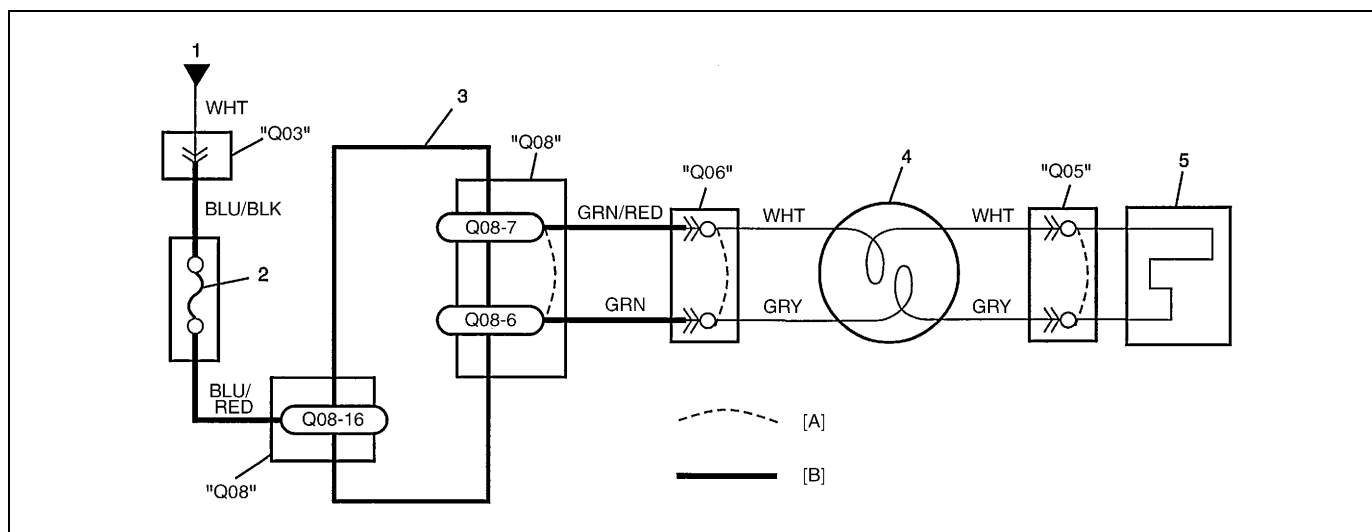 1
WHT
"Q03"
BLU/BLK
2
BLU/
RED
Q08-16
"Q08"
3
"Q08"
Q08-7
Q08-6
GRN/RED
GRN
"Q06"
WHT
GRY
4
WHT
GRY
"Q05"
5
[A]
[B]